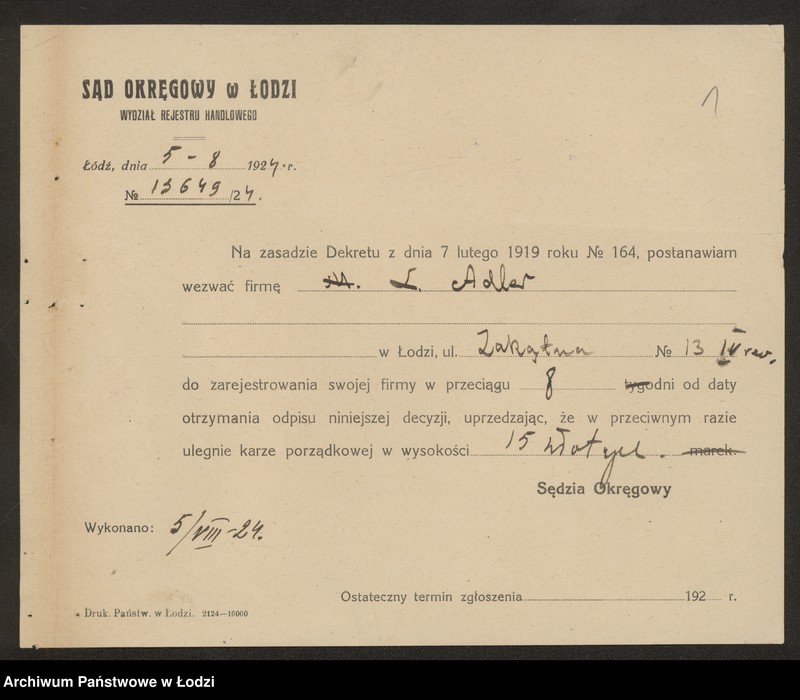 SĄD OKRĘGOWY w ŁODZI
WYDZIAŁ REJESTRU HANDLOWEGO
1
Łódź, dnia 5 - 8 1924 r.
№ 13649/24.
Na zasadzie Dekretu z dnia 7 lutego 1919 roku № 164, postanawiam
wezwać firmę M. L. Adler
w Łodzi, ul. Zakątna № 13 IV rew.
do zarejestrowania swojej firmy w przeciągu 8 tygodni od daty
otrzymania odpisu niniejszej decyzji, uprzedzając, że w przeciwnym razie
ulegnie karze porządkowej w wysokości 15 złotych. marek.
Sędzia Okręgowy
Wykonano: 5/VIII-24.
Ostateczny termin zgłoszenia 192 r.
Druk. Państw. w Łodzi. 2124—10000
Archiwum Państwowe w Łodzi